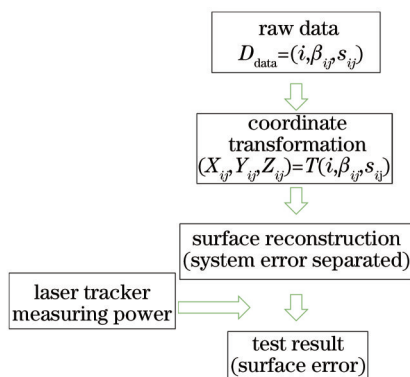 raw data
D_data=(i,β_ij,s_ij)
coordinate
transformation
(X_ij,Y_ij,Z_ij)=T(i,β_ij,s_ij)
surface reconstruction
(system error separated)
laser tracker
measuring power
test result
(surface error)